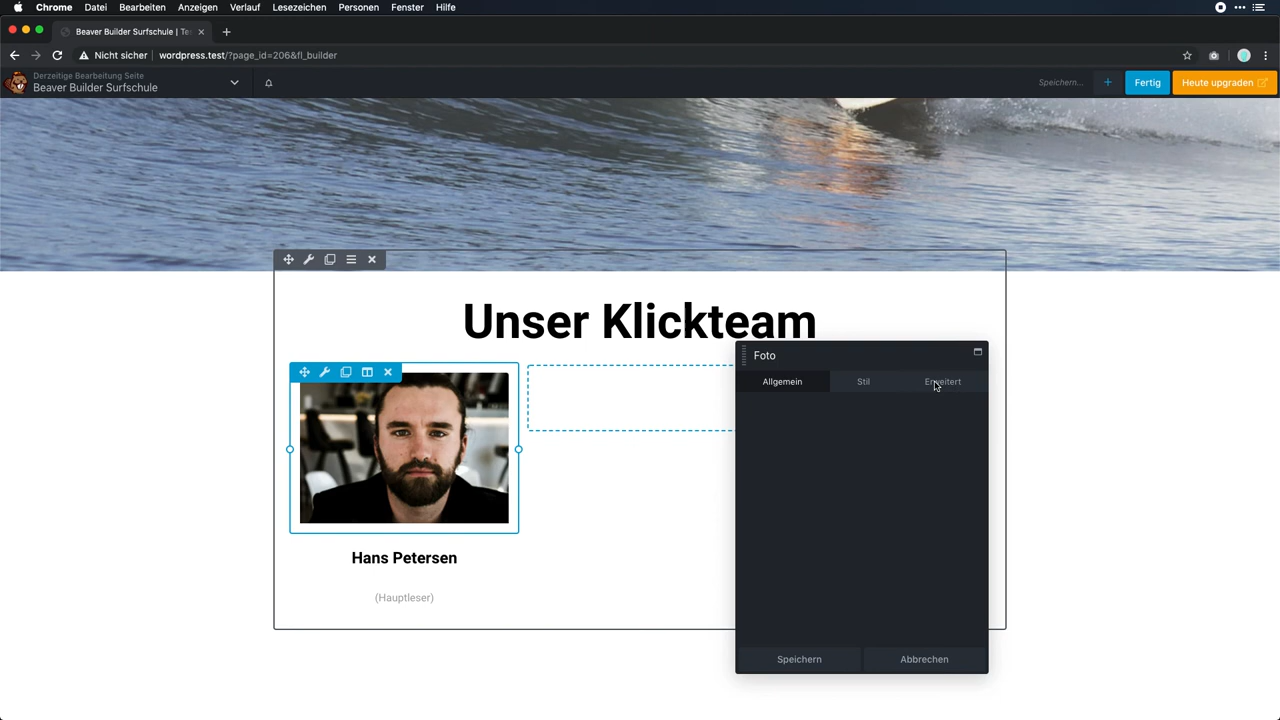 Chrome Datei Bearbeiten Anzeigen Verlauf Lesezeichen Personen Fenster Hilfe
Beaver Builder Surfschule | Tes
Nicht sicher wordpress.test/?page_id=206&fl_builder
Derzeitige Bearbeitung Seite
Beaver Builder Surfschule
Speichern... + Fertig Heute upgraden
Unser Klickteam
Foto
Allgemein Stil Erweitert
Hans Petersen
(Hauptleser)
Speichern Abbrechen